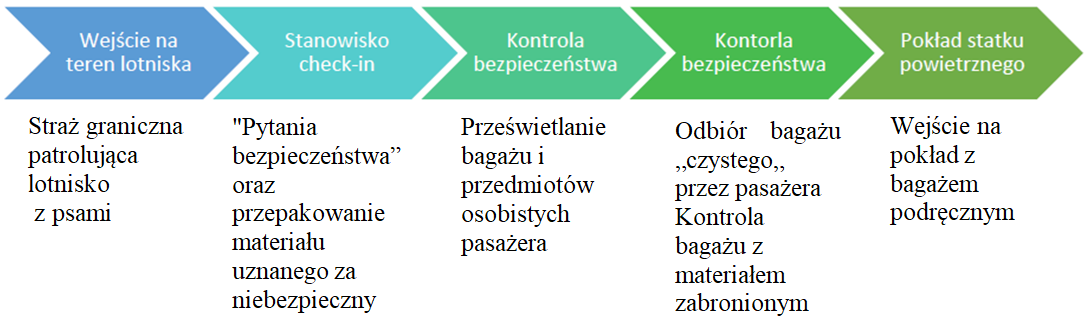 Wejście na
teren lotniska
Stanowisko
check-in
Kontrola
bezpieczeństwa
Kontorla
bezpieczeństwa
Pokład statku
powietrznego
Straż graniczna
patrolująca
lotnisko
z psami
"Pytania
bezpieczeństwa”
oraz
przepakowanie
materiału
uznanego za
niebezpieczny
Prześwietlanie
bagażu i
przedmiotów
osobistych
pasażera
Odbiór bagażu
,,czystego,,
przez pasażera
Kontrola
bagażu z
materiałem
zabronionym
Wejście na
pokład z
bagażem
podręcznym